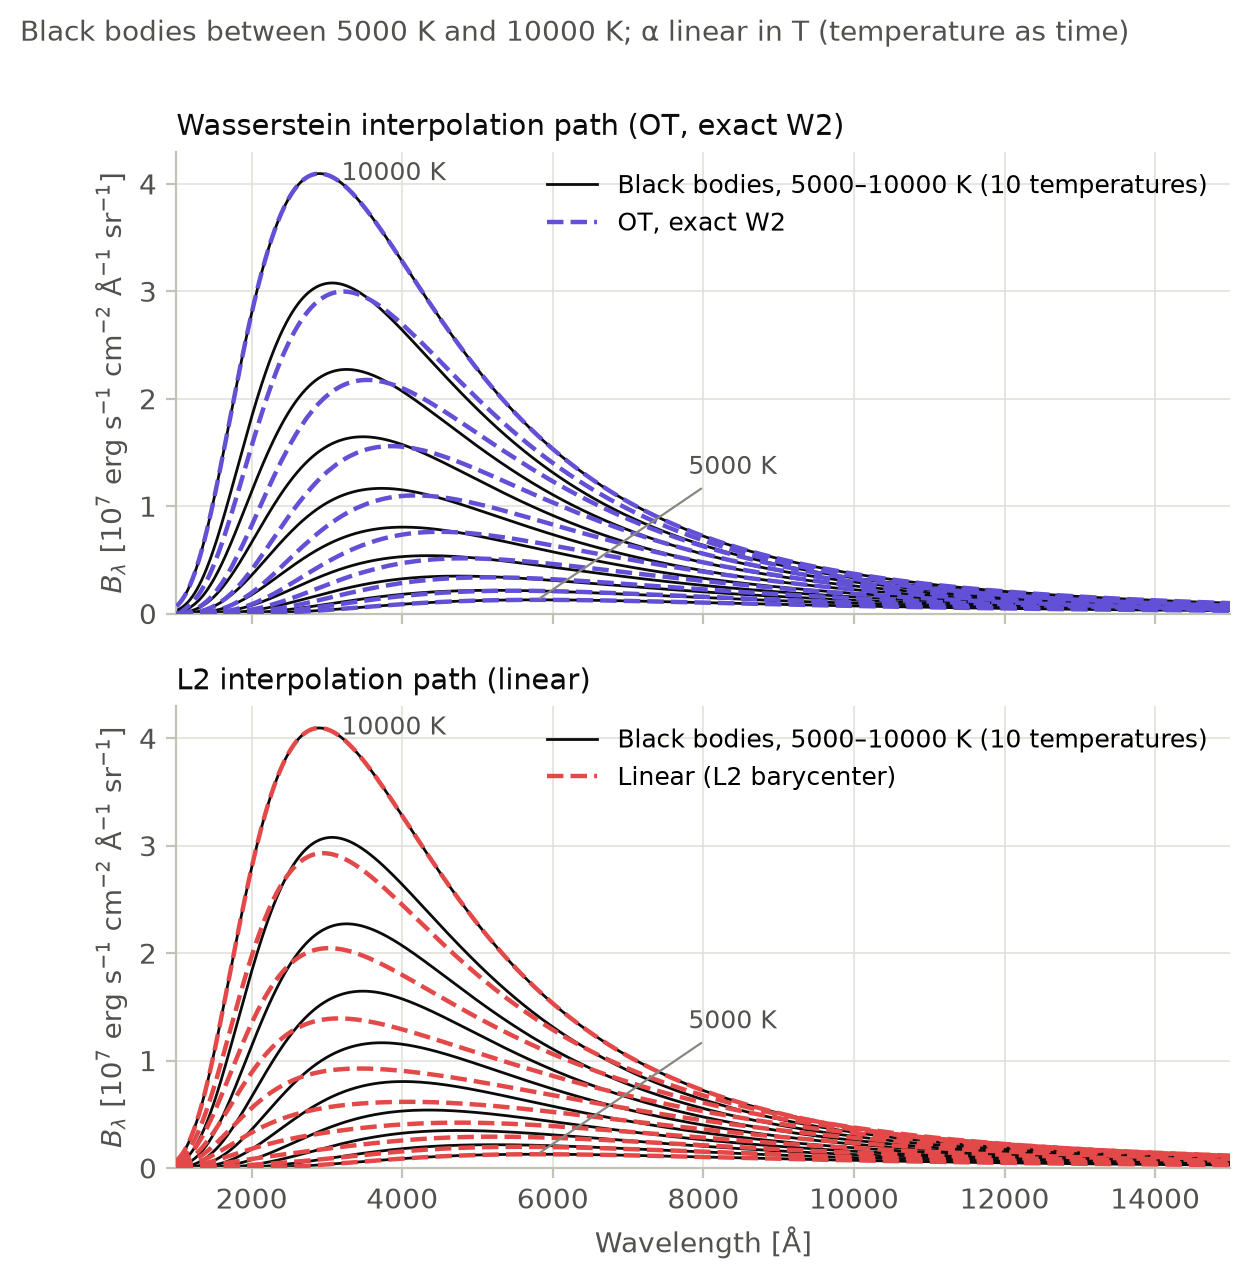 Black bodies between 5000 K and 10000 K; α linear in T (temperature as time)
Wasserstein interpolation path (OT, exact W2)
10000 K
Black bodies, 5000–10000 K (10 temperatures)
OT, exact W2
5000 K
4
3
2
1
0
B_λ [10⁷ erg s⁻¹ cm⁻² Å⁻¹ sr⁻¹]
L2 interpolation path (linear)
10000 K
Black bodies, 5000–10000 K (10 temperatures)
Linear (L2 barycenter)
5000 K
4
3
2
1
0
B_λ [10⁷ erg s⁻¹ cm⁻² Å⁻¹ sr⁻¹]
2000 4000 6000 8000 10000 12000 14000
Wavelength [Å]